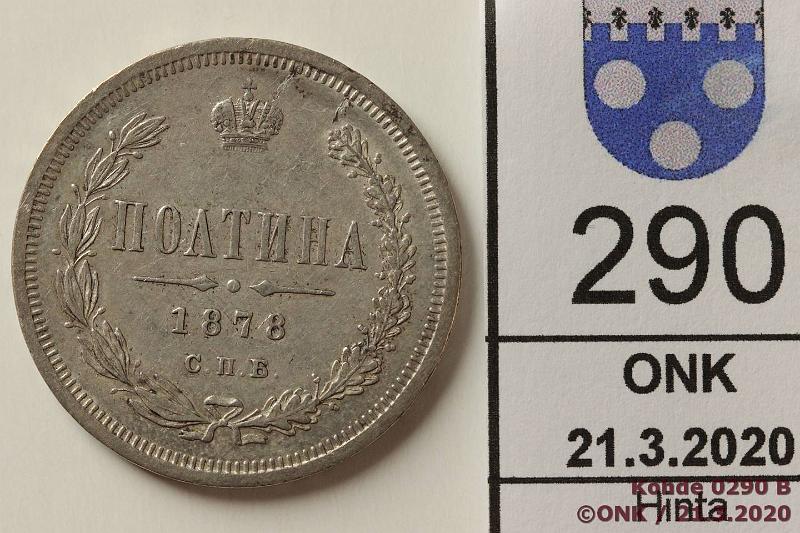 ПОЛТИНА
1878
С.П.Б.
290
ONK
21.3.2020
Hinta
Kohde 0290 B
©ONK / 21.3.2020